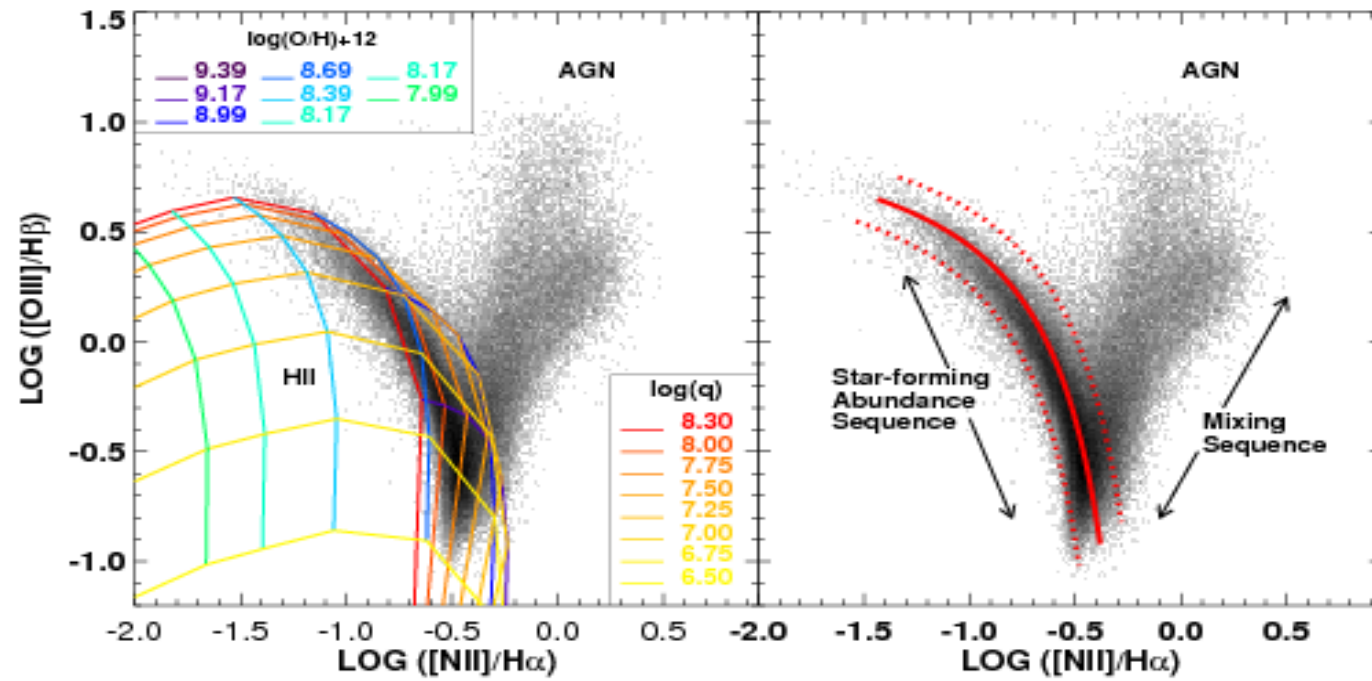 log(O/H)+12
9.39 8.69 8.17
9.17 8.39 7.99
8.99 8.17
AGN
HII
log(q)
8.30
8.00
7.75
7.50
7.25
7.00
6.75
6.50
1.5
1.0
0.5
0.0
-0.5
-1.0
LOG ([OIII]/Hβ)
-2.0 -1.5 -1.0 -0.5 0.0 0.5
LOG ([NII]/Hα)
AGN
Star-forming
Abundance
Sequence
Mixing
Sequence
-2.0 -1.5 -1.0 -0.5 0.0 0.5
LOG ([NII]/Hα)